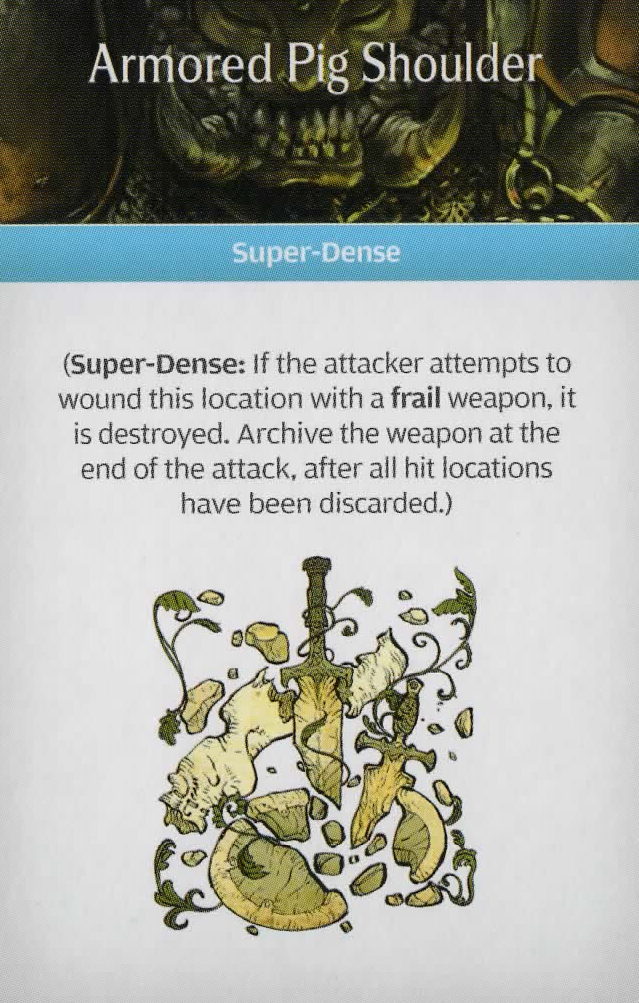 Armored Pig Shoulder
Super-Dense
(Super-Dense: If the attacker attempts to
wound this location with a frail weapon, it
is destroyed. Archive the weapon at the
end of the attack, after all hit locations
have been discarded.)